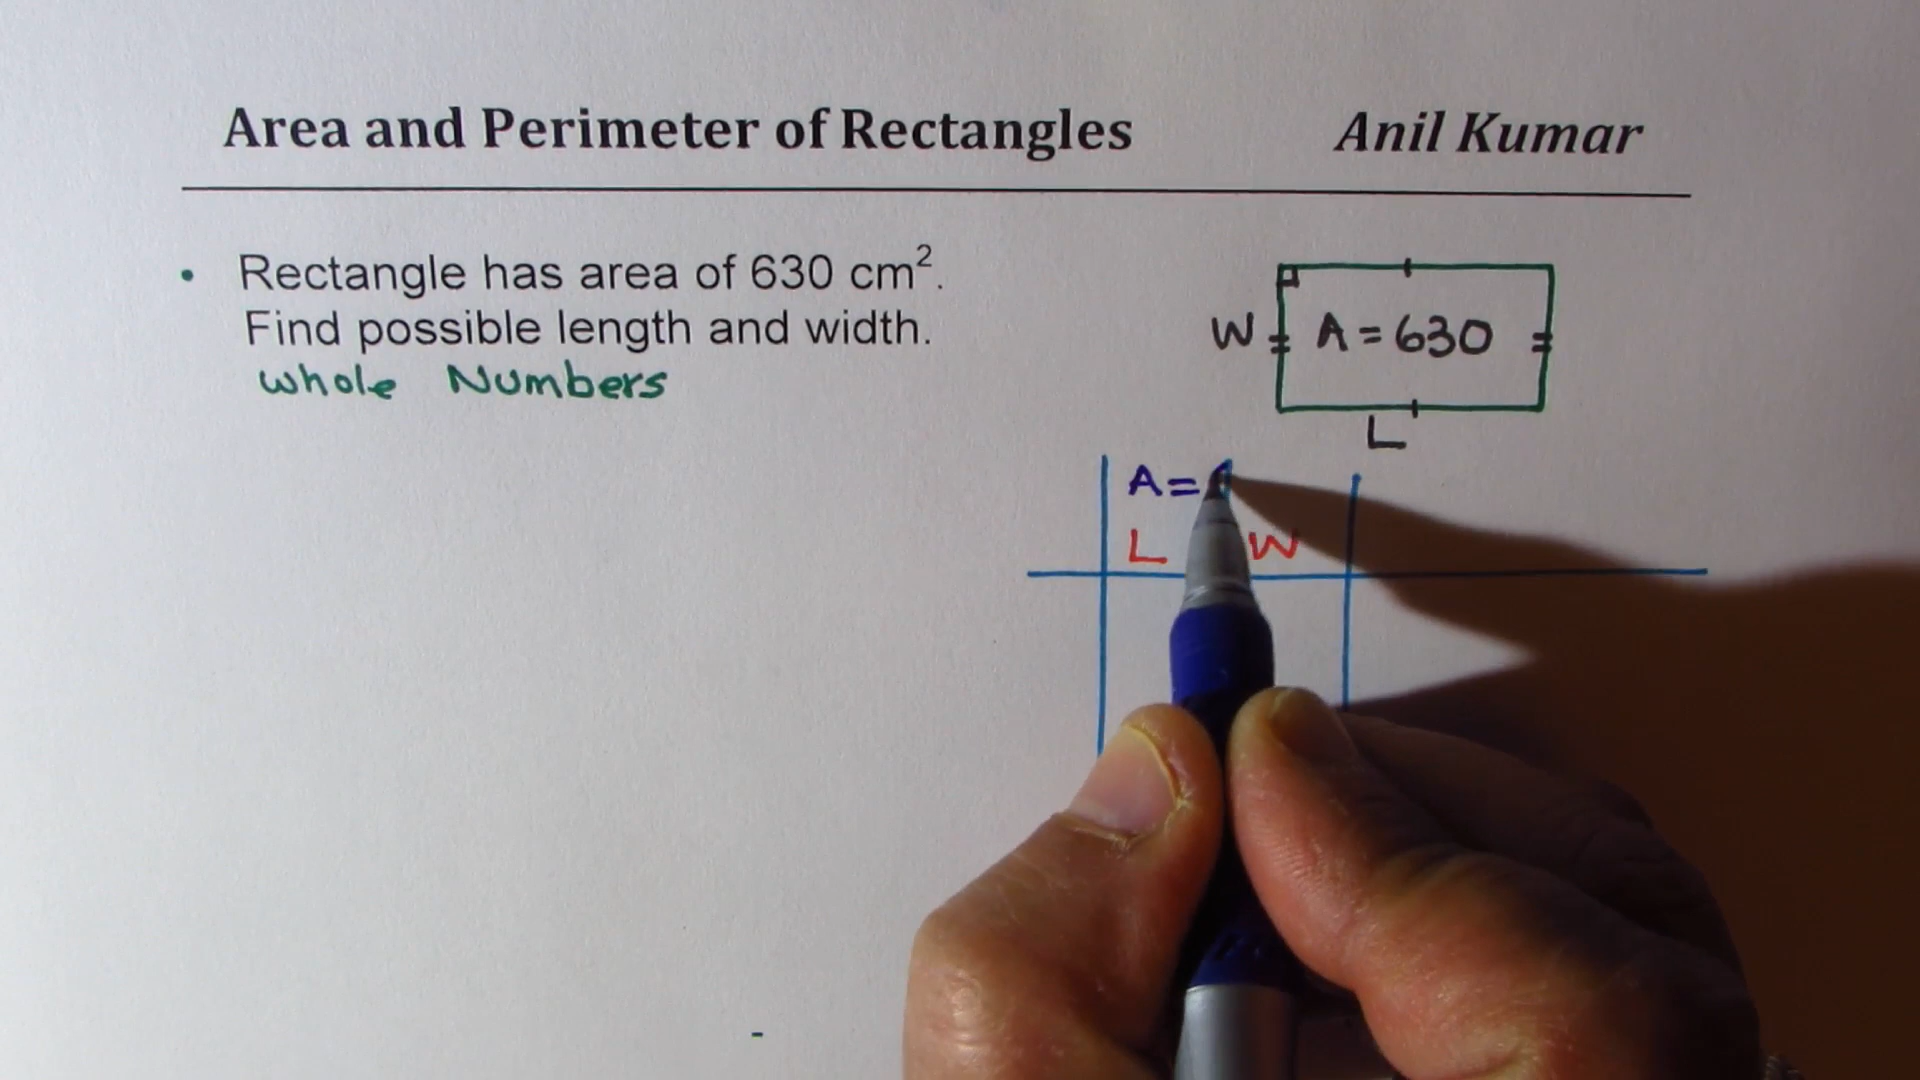 Area and Perimeter of Rectangles Anil Kumar
• Rectangle has area of 630 cm².
Find possible length and width.
Whole Numbers
W A = 630
L
A =
L W